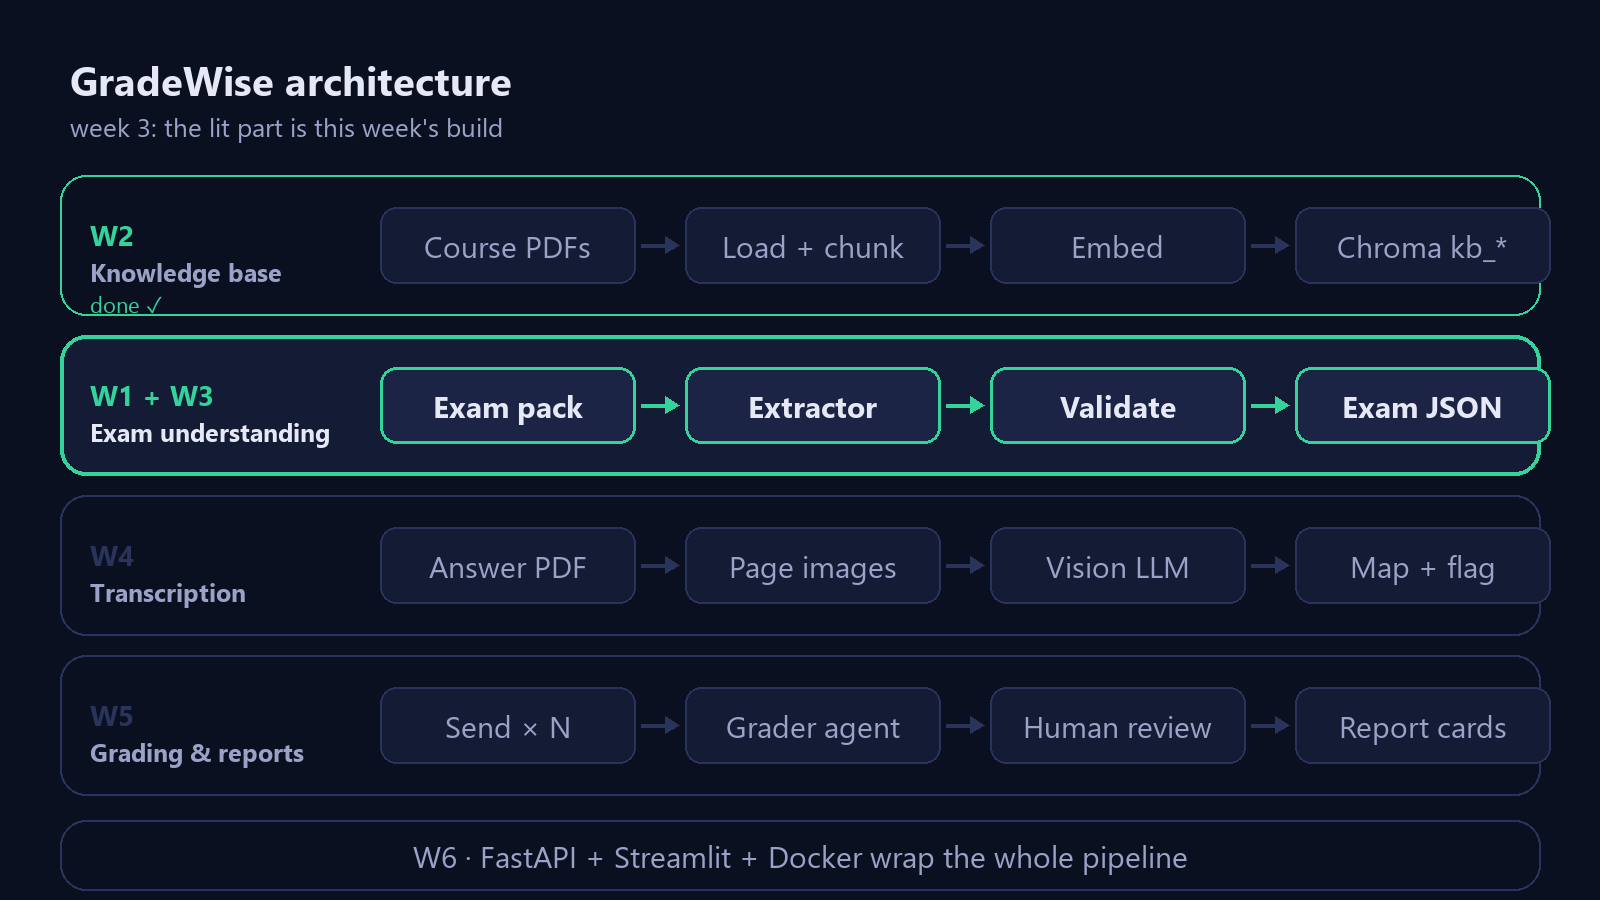 GradeWise architecture
week 3: the lit part is this week's build
W2
Knowledge base
done ✓
Course PDFs
Load + chunk
Embed
Chroma kb_*
W1 + W3
Exam understanding
Exam pack
Extractor
Validate
Exam JSON
W4
Transcription
Answer PDF
Page images
Vision LLM
Map + flag
W5
Grading & reports
Send × N
Grader agent
Human review
Report cards
W6 · FastAPI + Streamlit + Docker wrap the whole pipeline